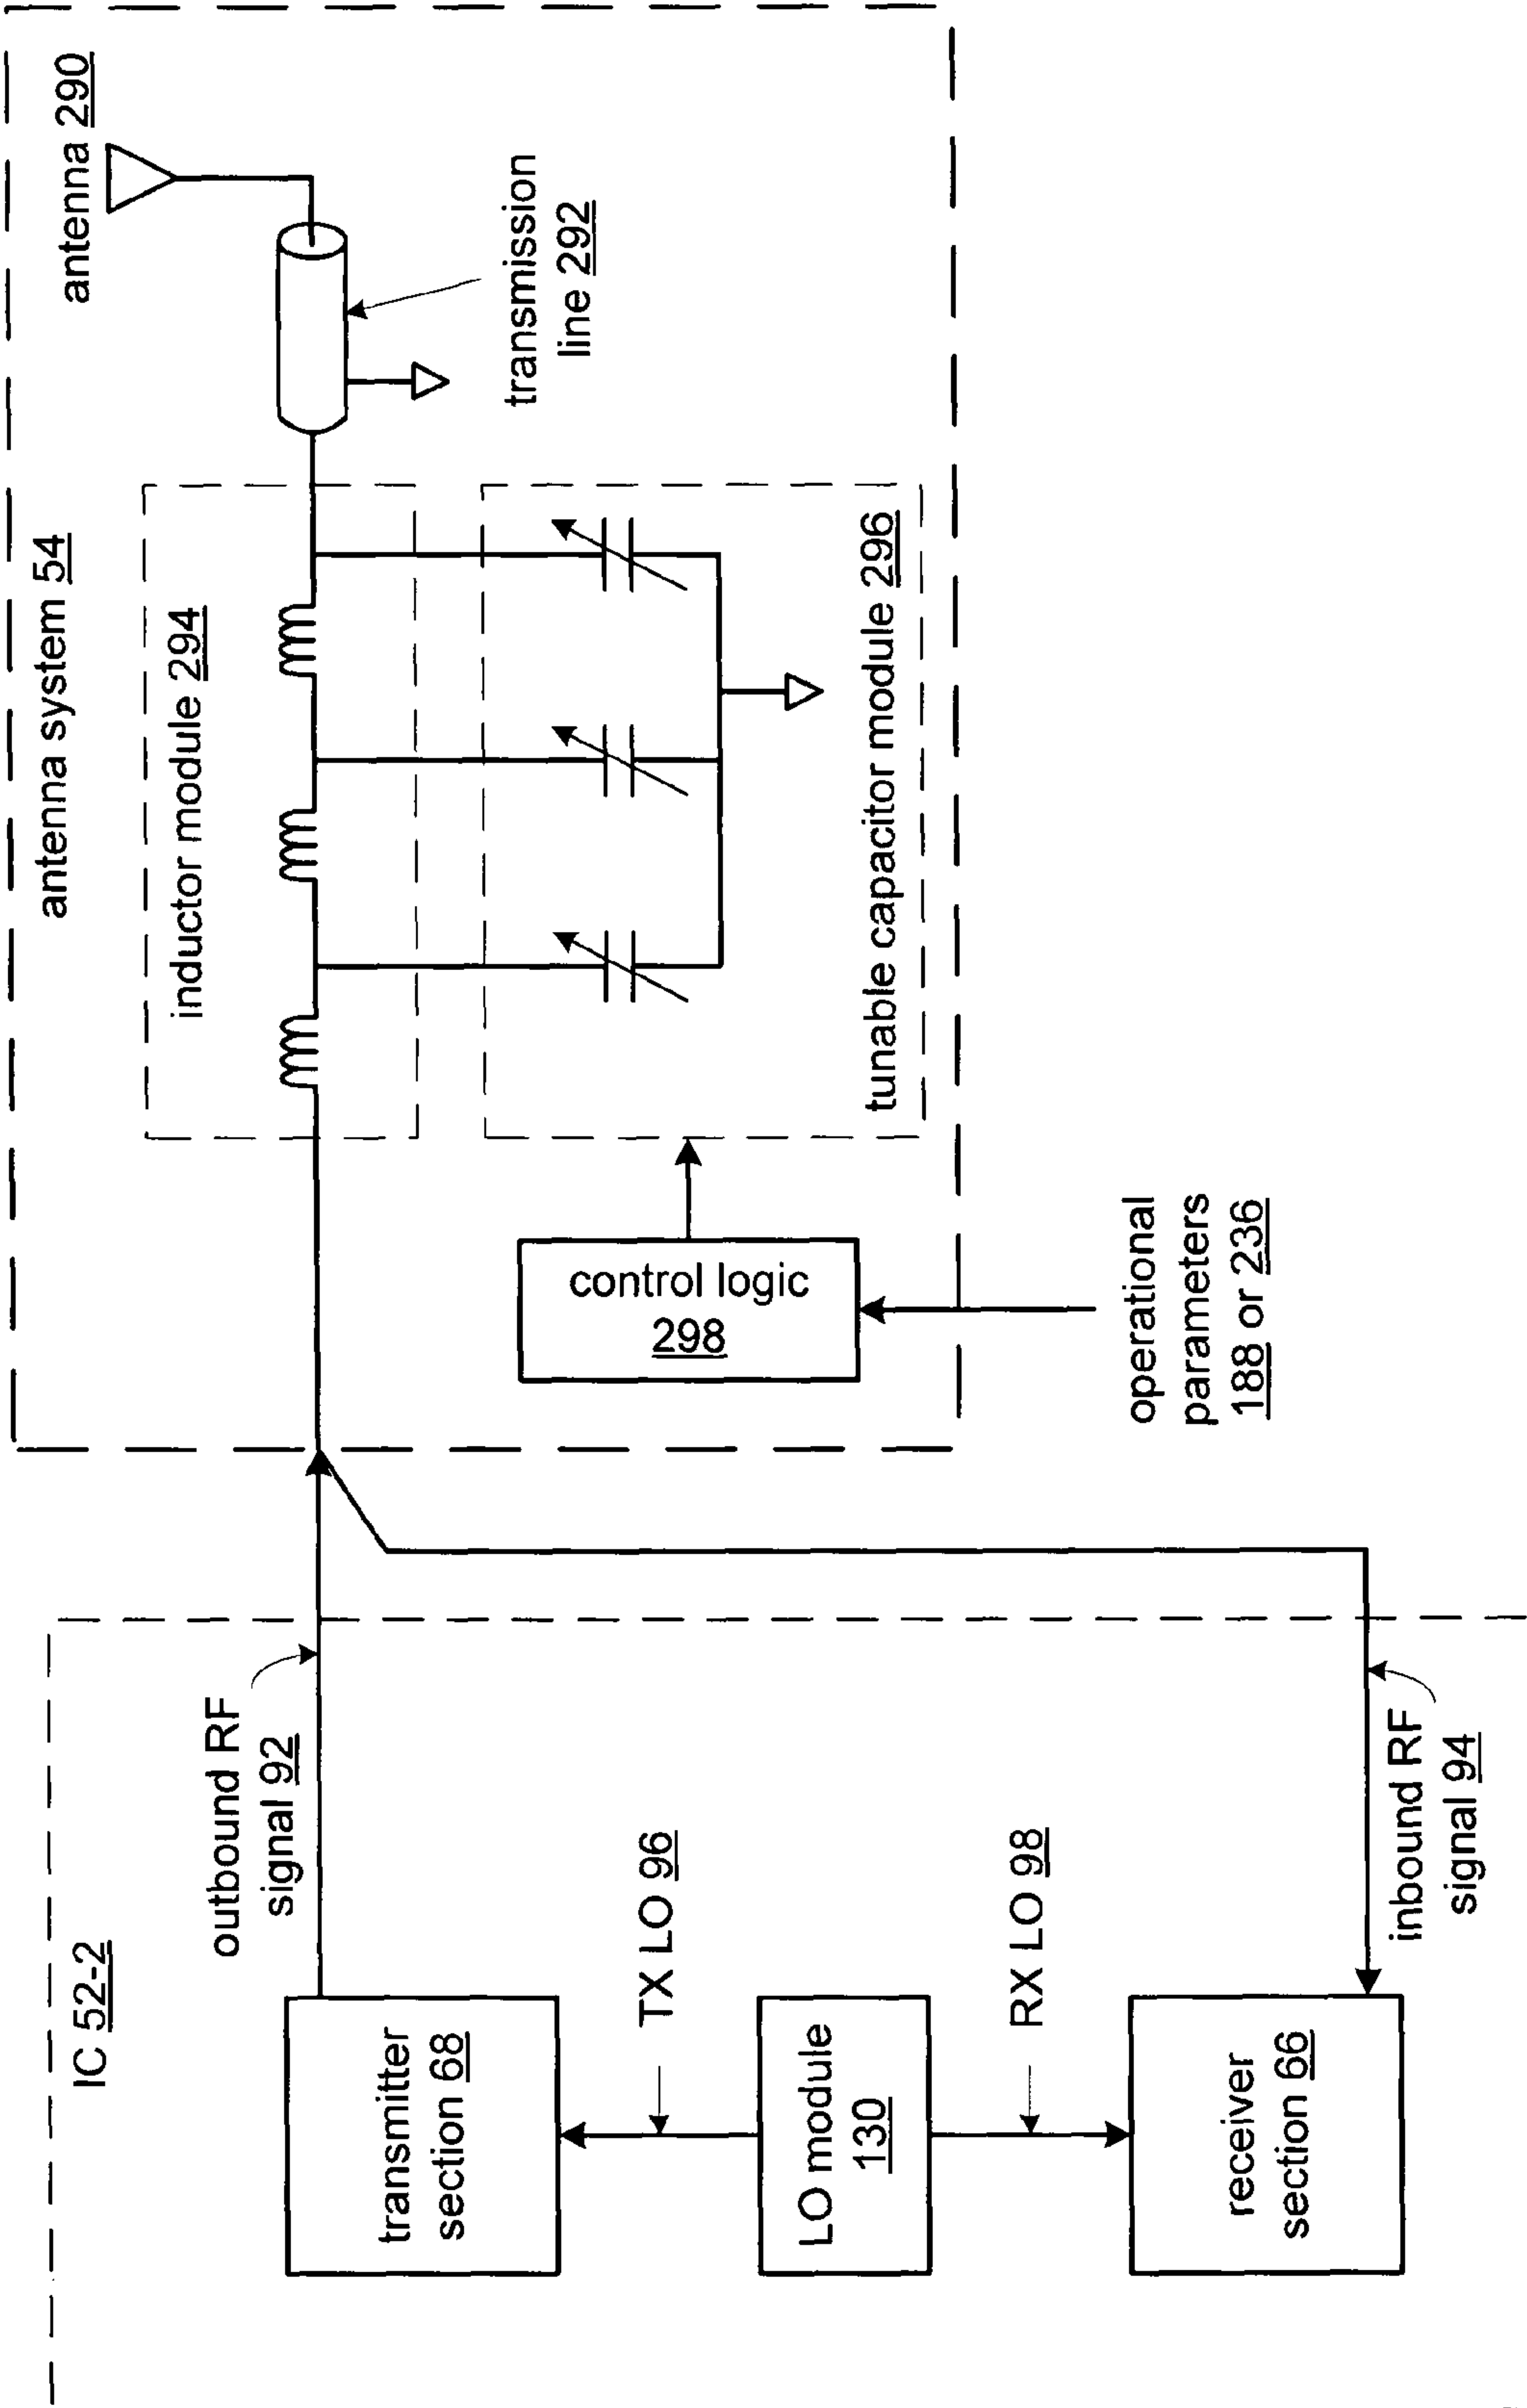 IC 52-2
transmitter
section 68
LO module
130
receiver
section 66
TX LO 96
RX LO 98
outbound RF
signal 92
inbound RF
signal 94
antenna system 54
inductor module 294
tunable capacitor module 296
control logic
298
operational
parameters
188 or 236
antenna 290
transmission
line 292